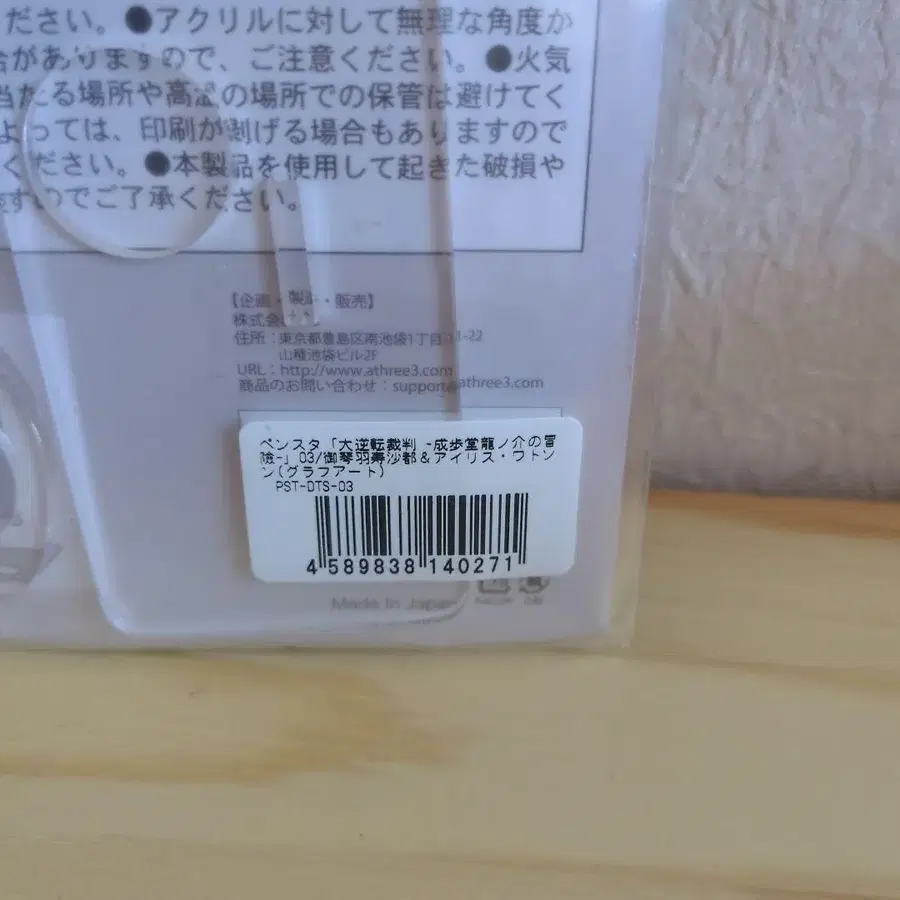 ださい。●アクリルに対して無理な角度か
合がありますので、ご注意ください。●火気
当たる場所や高温の場所での保管は避けてく
よっては、印刷が剥げる場合もありますので
ください。●本製品を使用して起きた破損や
ますのでご了承ください。
【企画・製造・販売】
株式会社
住所：東京都豊島区南池袋1丁目 1-22
山種池袋ビル2F
URL：http://www.athree3.com
商品のお問い合わせ：support@athree3.com
ペンスタ「大逆転裁判 -成歩堂龍ノ介の冒
險-」03/御琴羽寿沙都＆アイリス・ワトソ
ン(グラフアート)
PST-DTS-03
4 589838 140271
Made In Japan